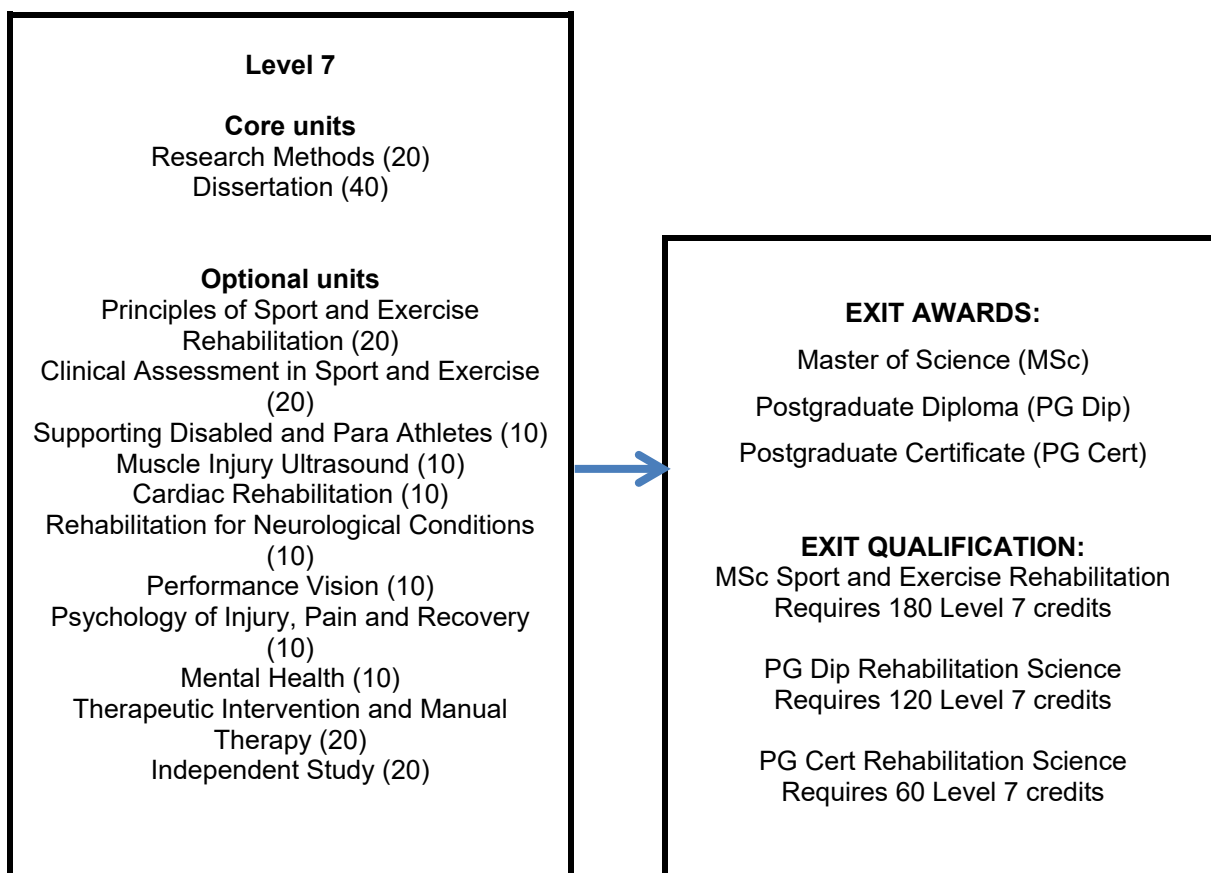 Level 7
Core units
Research Methods (20)
Dissertation (40)
Optional units
Principles of Sport and Exercise
Rehabilitation (20)
Clinical Assessment in Sport and Exercise
(20)
Supporting Disabled and Para Athletes (10)
Muscle Injury Ultrasound (10)
Cardiac Rehabilitation (10)
Rehabilitation for Neurological Conditions
(10)
Performance Vision (10)
Psychology of Injury, Pain and Recovery
(10)
Mental Health (10)
Therapeutic Intervention and Manual
Therapy (20)
Independent Study (20)
EXIT AWARDS:
Master of Science (MSc)
Postgraduate Diploma (PG Dip)
Postgraduate Certificate (PG Cert)
EXIT QUALIFICATION:
MSc Sport and Exercise Rehabilitation
Requires 180 Level 7 credits
PG Dip Rehabilitation Science
Requires 120 Level 7 credits
PG Cert Rehabilitation Science
Requires 60 Level 7 credits